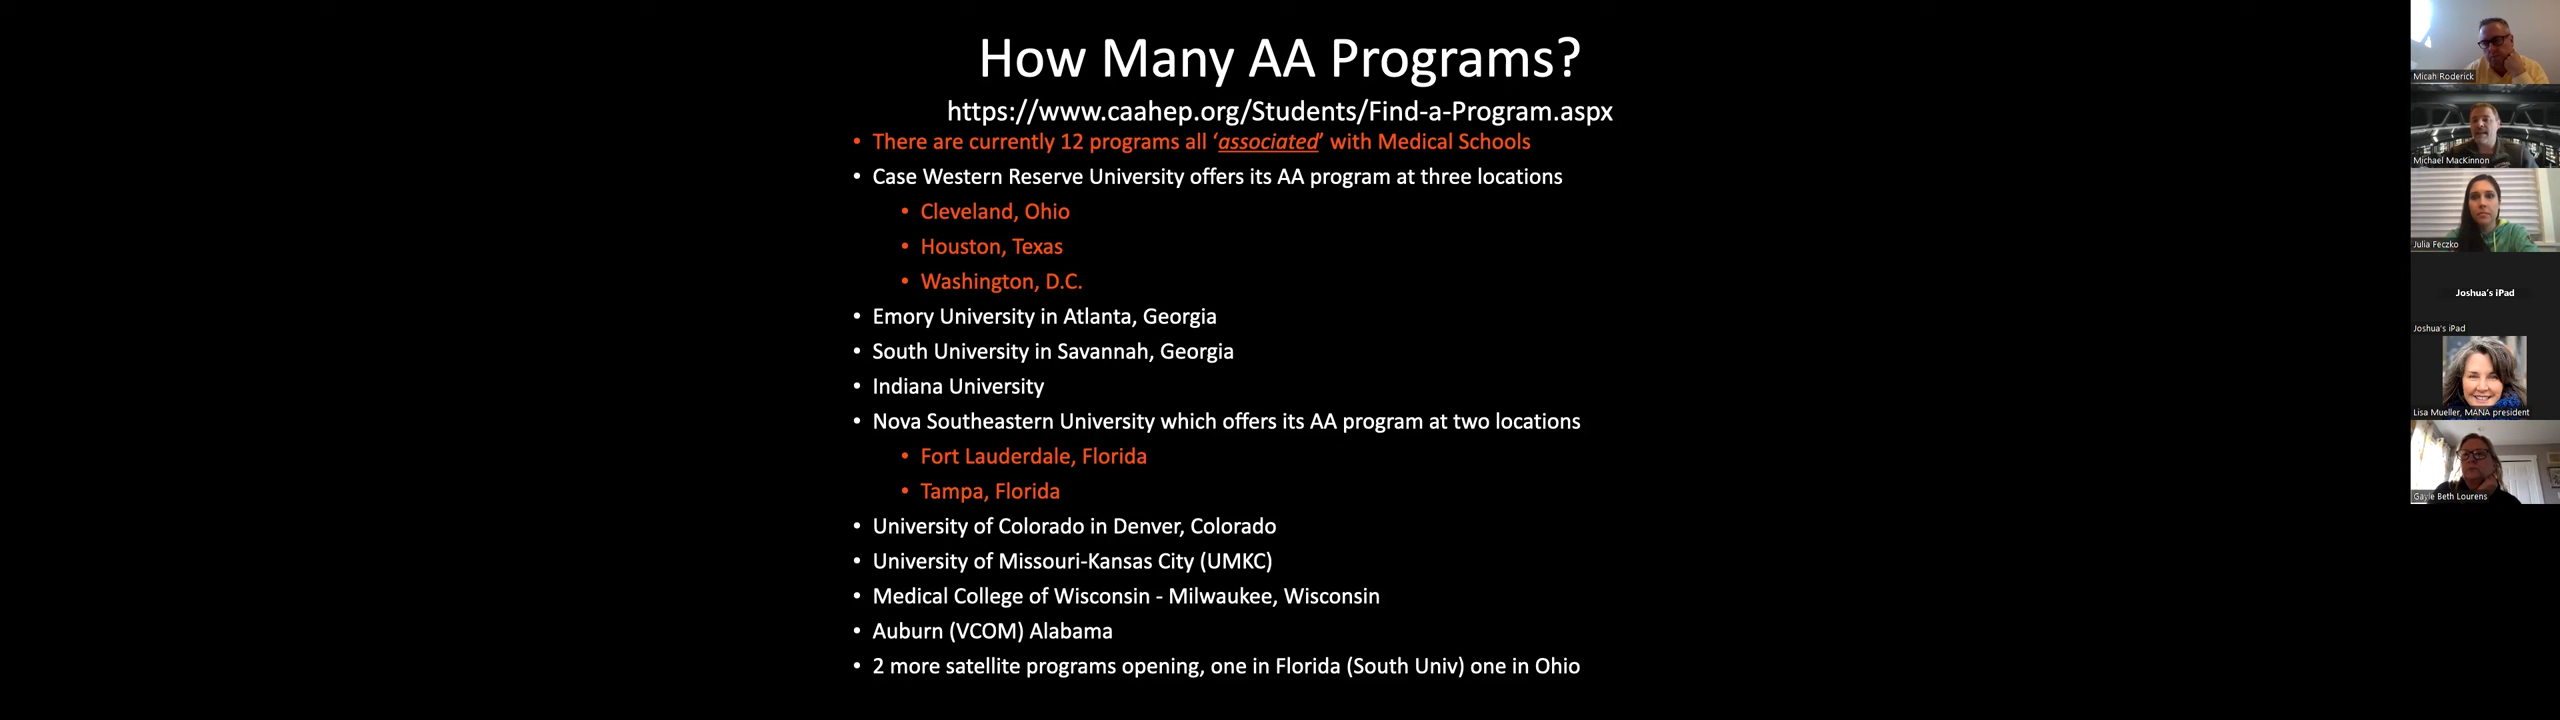 How Many AA Programs?
https://www.caahep.org/Students/Find-a-Program.aspx
• There are currently 12 programs all ‘associated’ with Medical Schools
• Case Western Reserve University offers its AA program at three locations
• Cleveland, Ohio
• Houston, Texas
• Washington, D.C.
• Emory University in Atlanta, Georgia
• South University in Savannah, Georgia
• Indiana University
• Nova Southeastern University which offers its AA program at two locations
• Fort Lauderdale, Florida
• Tampa, Florida
• University of Colorado in Denver, Colorado
• University of Missouri-Kansas City (UMKC)
• Medical College of Wisconsin - Milwaukee, Wisconsin
• Auburn (VCOM) Alabama
• 2 more satellite programs opening, one in Florida (South Univ) one in Ohio
Micah Roderick
Michael MacKinnon
Julia Feczko
Joshua's iPad
Joshua's iPad
Lisa Mueller, MANA president
Gayle Beth Lourens